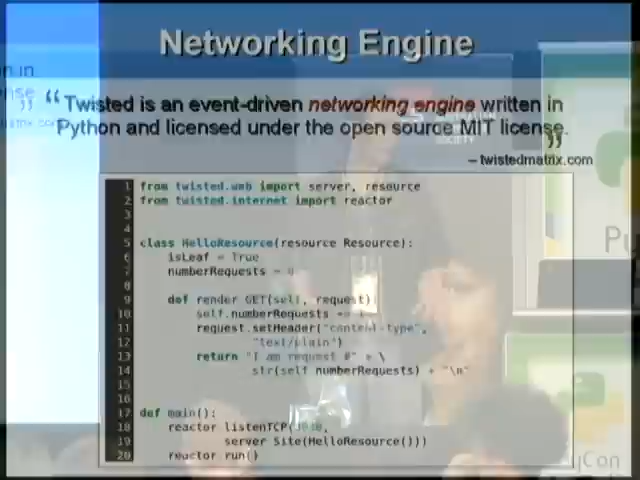 Networking Engine
“ Twisted is an event-driven networking engine written in
Python and licensed under the open source MIT license.
”
– twistedmatrix.com
SOCIETY
1 from twisted.web import server, resource
2 from twisted.internet import reactor
3
4
5 class HelloResource(resource Resource):
6 isLeaf = True
7 numberRequests = 0
8
9 def render GET(self, request):
10 self.numberRequests +=
11 request.setHeader("content-type",
12 "text/plain")
13 return "I am request #" + \
14 str(self numberRequests) + "\n"
15
16
17 def main():
18 reactor listenTCP(
19 server Site(HelloResource()))
20 reactor run()